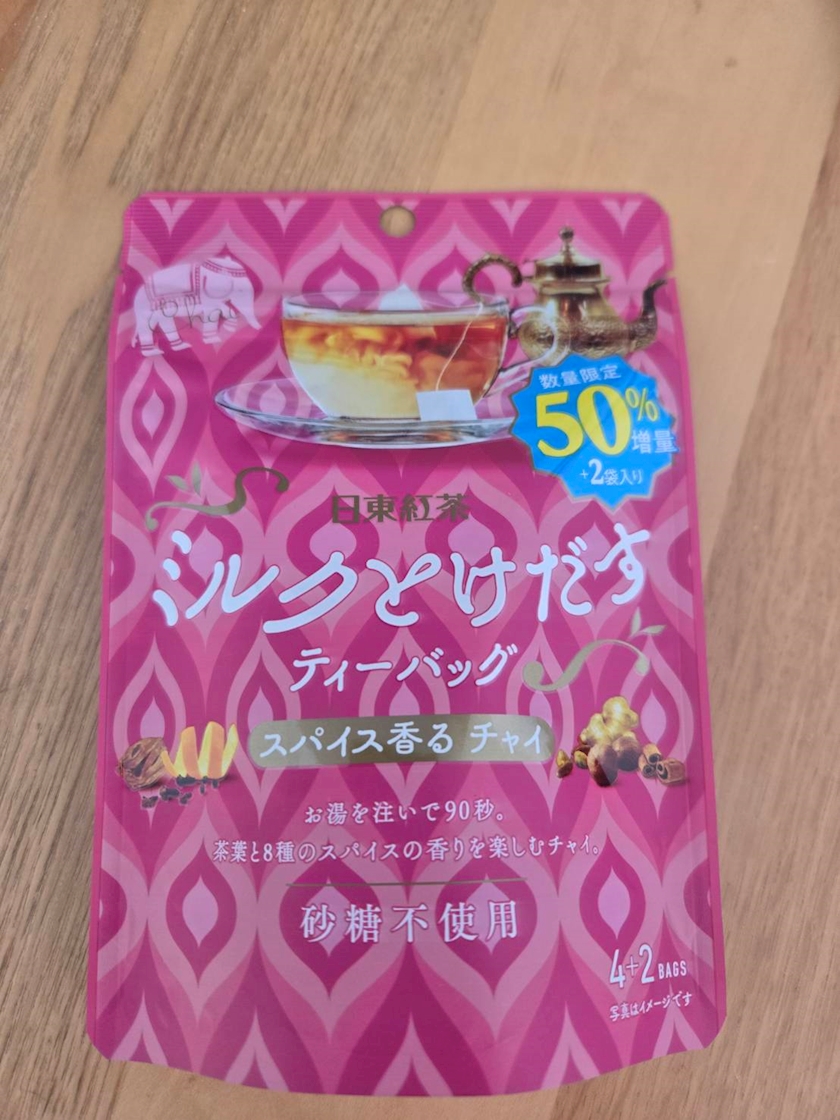 Chai
数量限定
50%
増量
+2袋入り
日東紅茶
ミルクとけだす
ティーバッグ
スパイス香る チャイ
お湯を注いで90秒。
茶葉と8種のスパイスの香りを楽しむチャイ。
砂糖不使用
4+2 BAGS
写真はイメージです